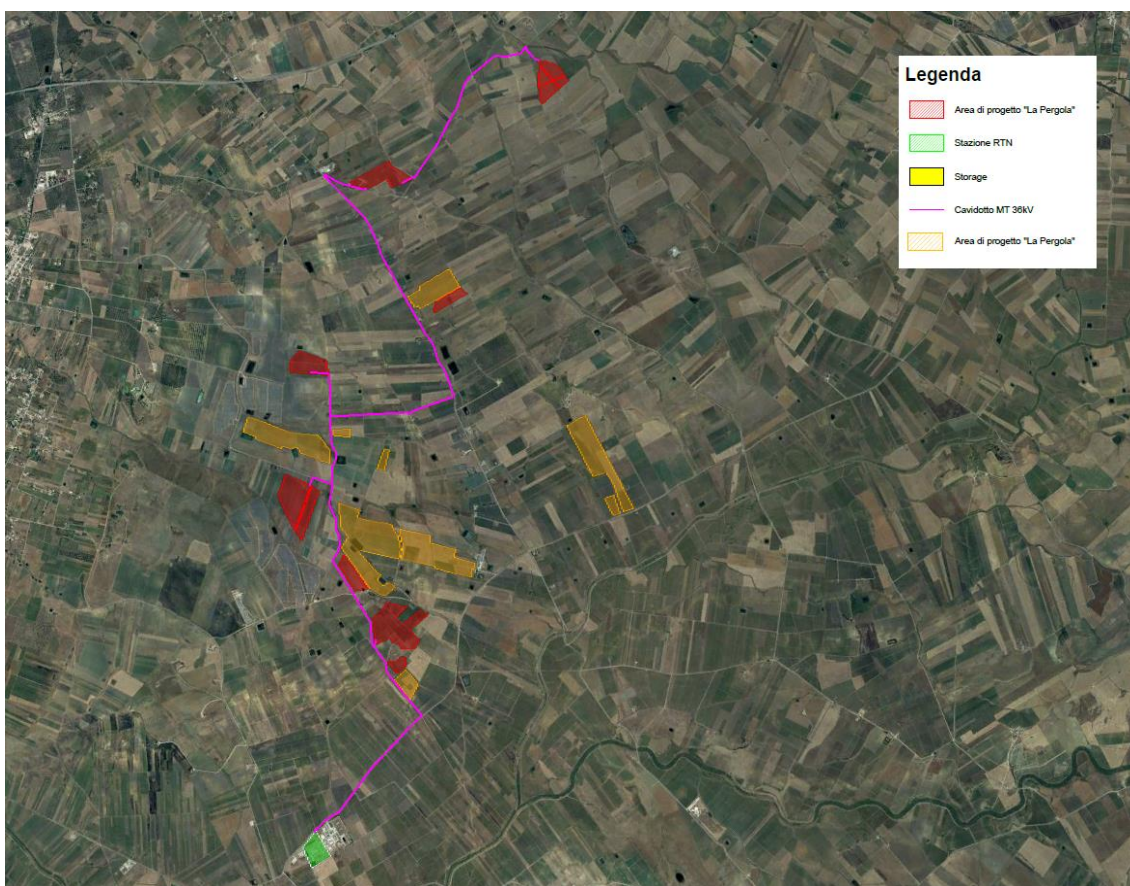 Legenda
Area di progetto "La Pergola"
Stazione RTN
Storage
Cavidotto MT 36kV
Area di progetto "La Pergola"